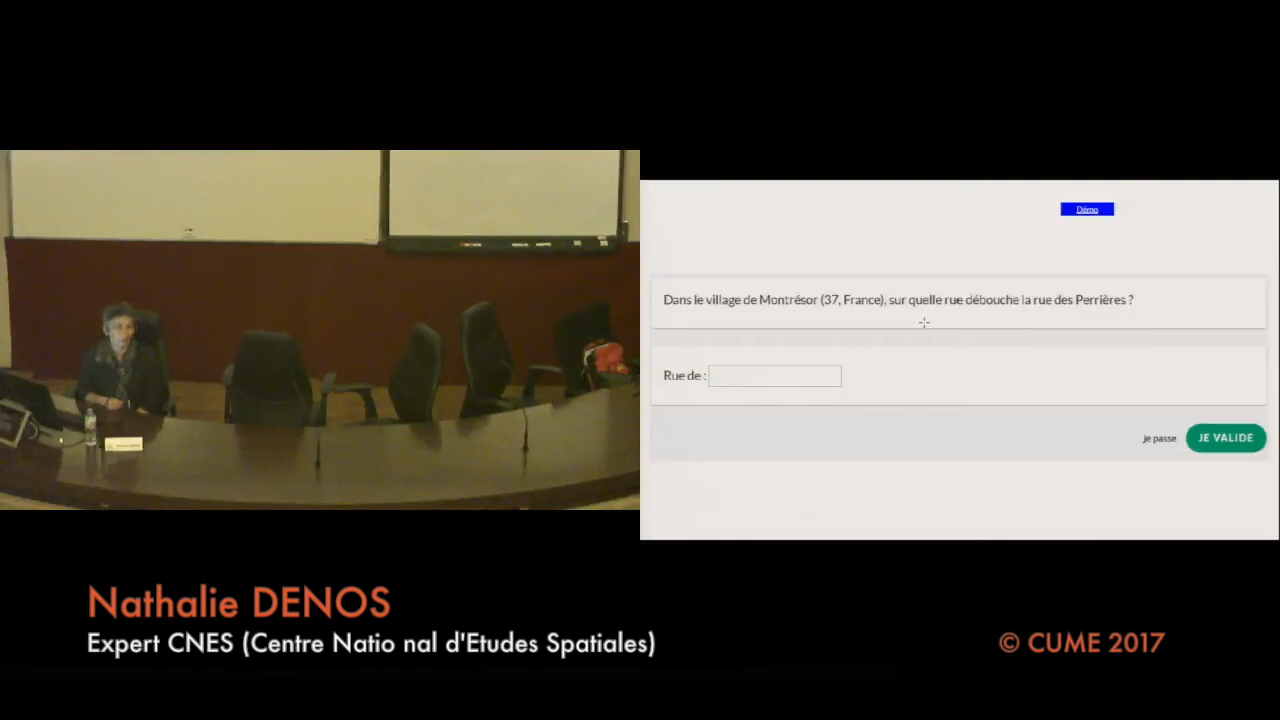 Démo
Dans le village de Montrésor (37, France), sur quelle rue débouche la rue des Perrières ?
Rue de :
Je passe
JE VALIDE
Nathalie DENOS
Expert CNES (Centre Natio nal d'Etudes Spatiales)
© CUME 2017